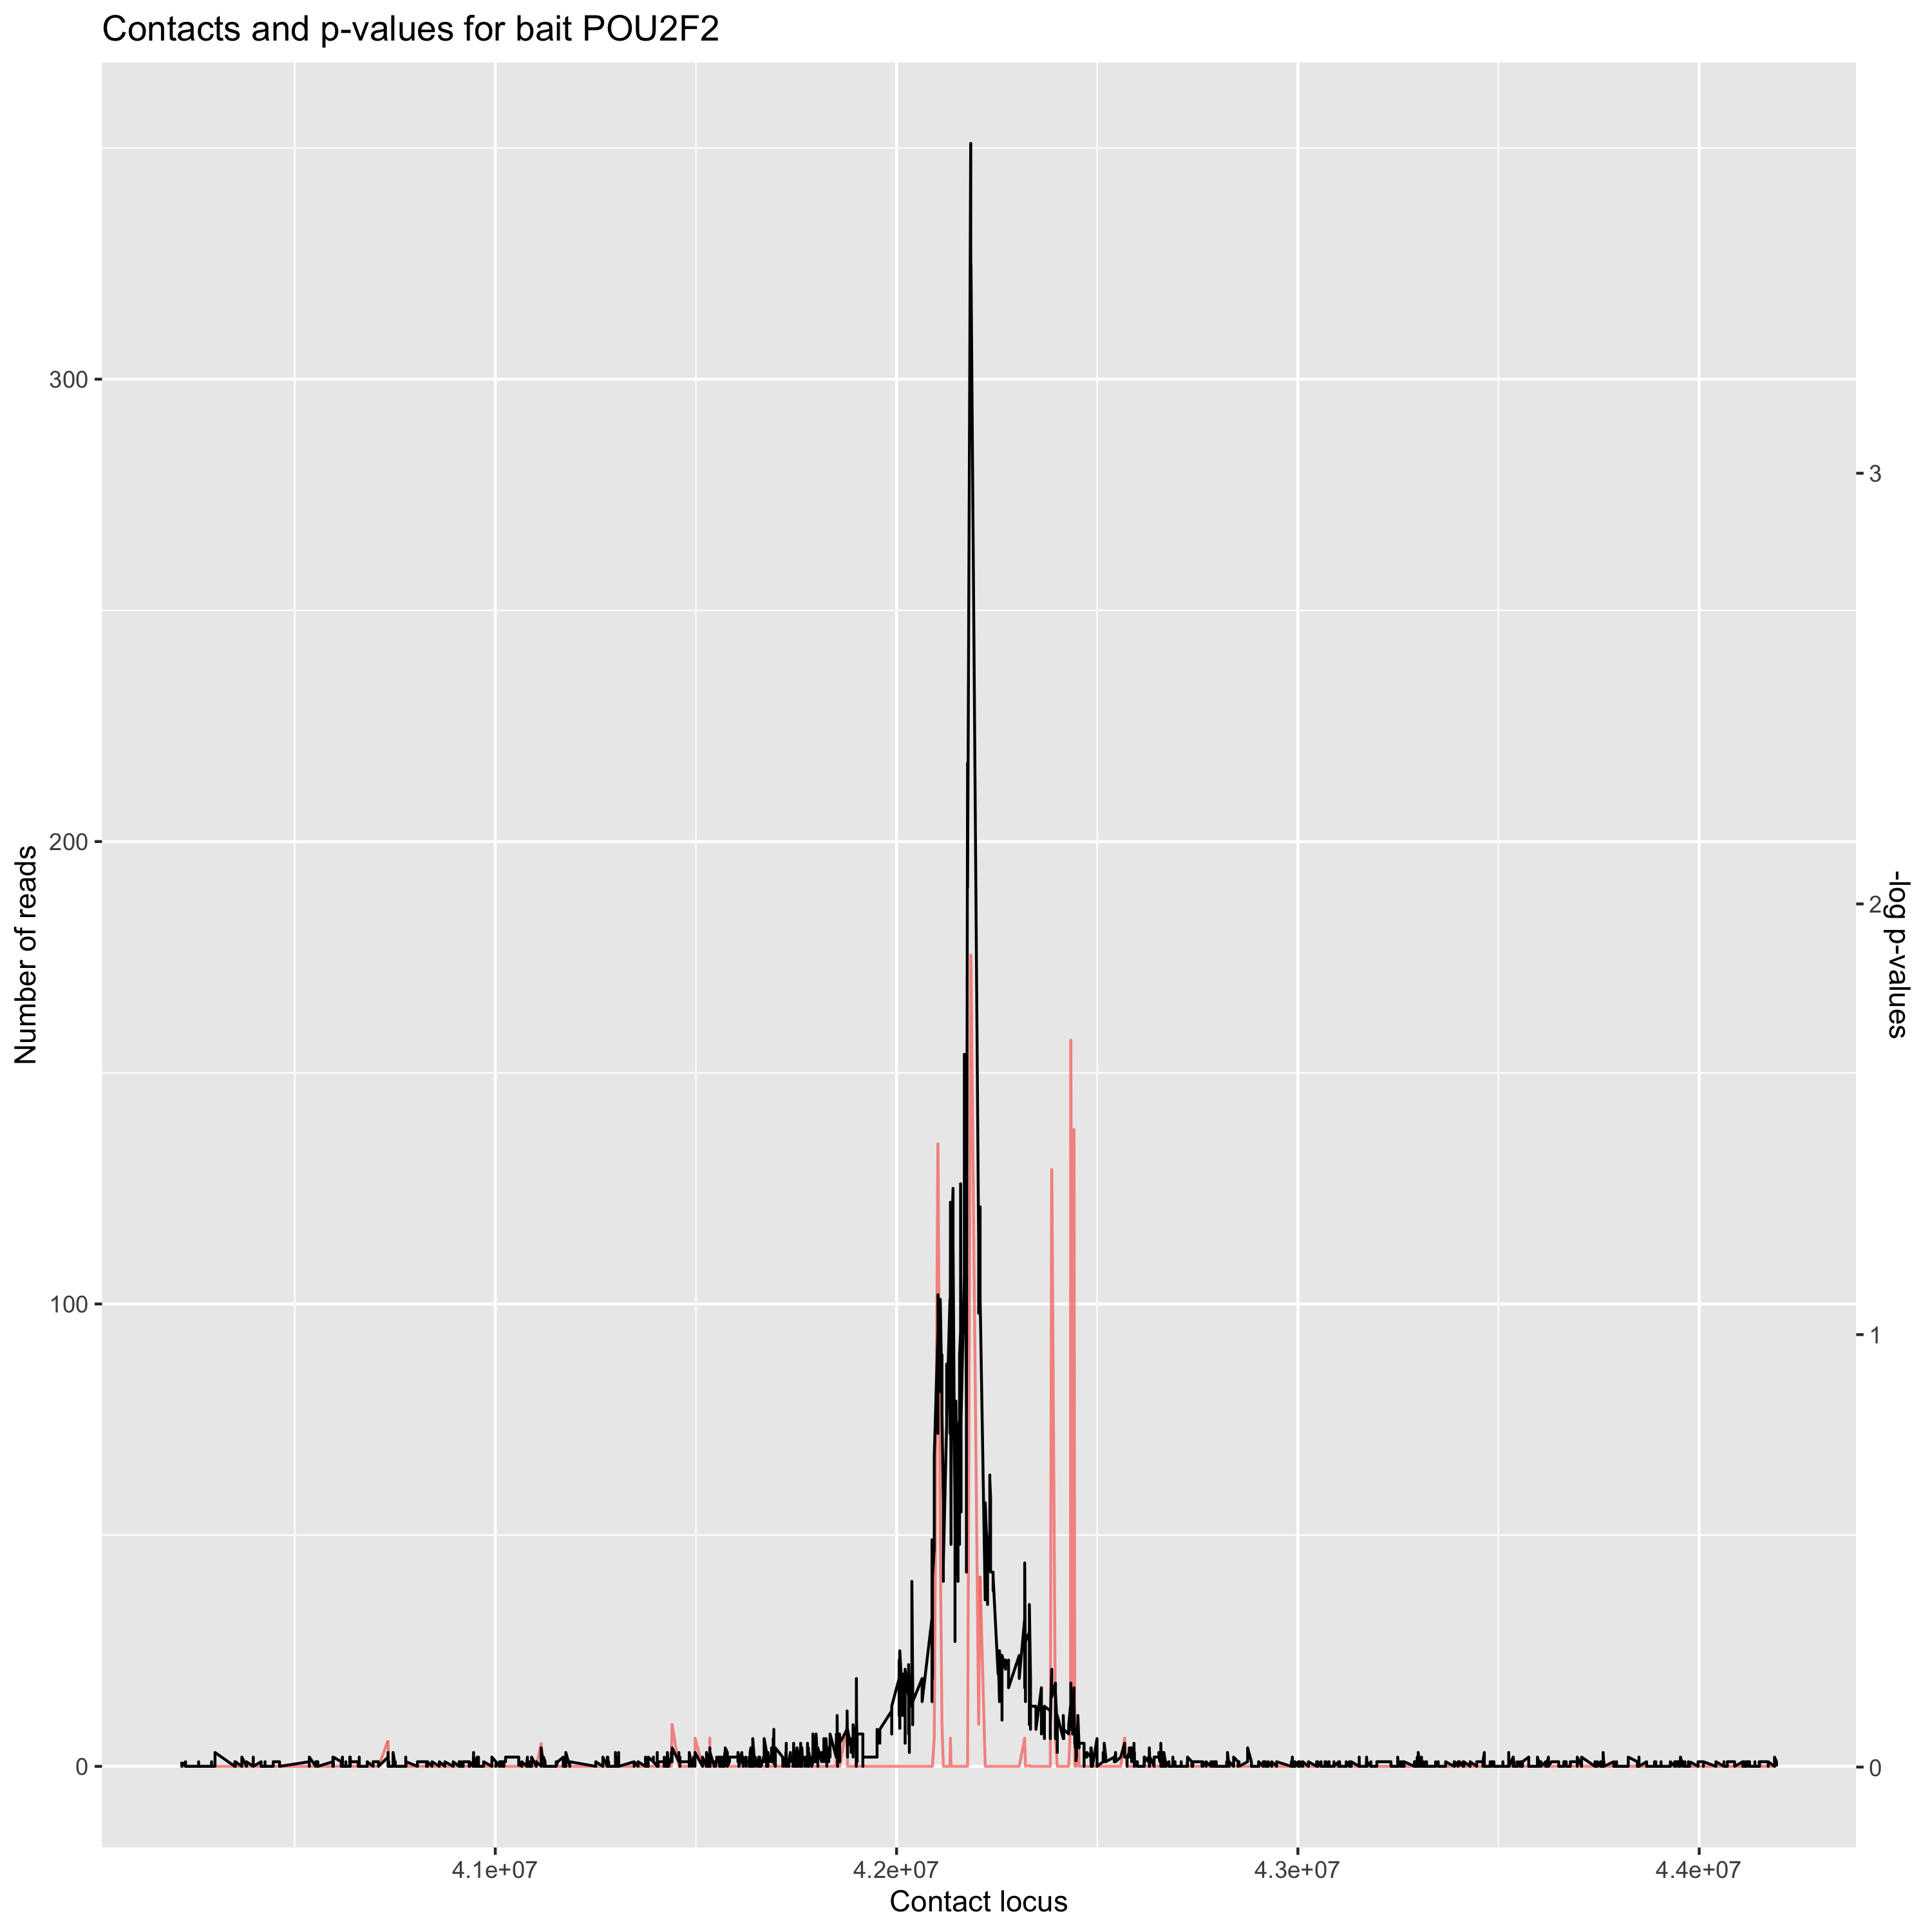 Contacts and p-values for bait POU2F2
300
200
100
0
Number of reads
3
2
1
0
-log p-values
4.1e+07 4.2e+07 4.3e+07 4.4e+07
Contact locus